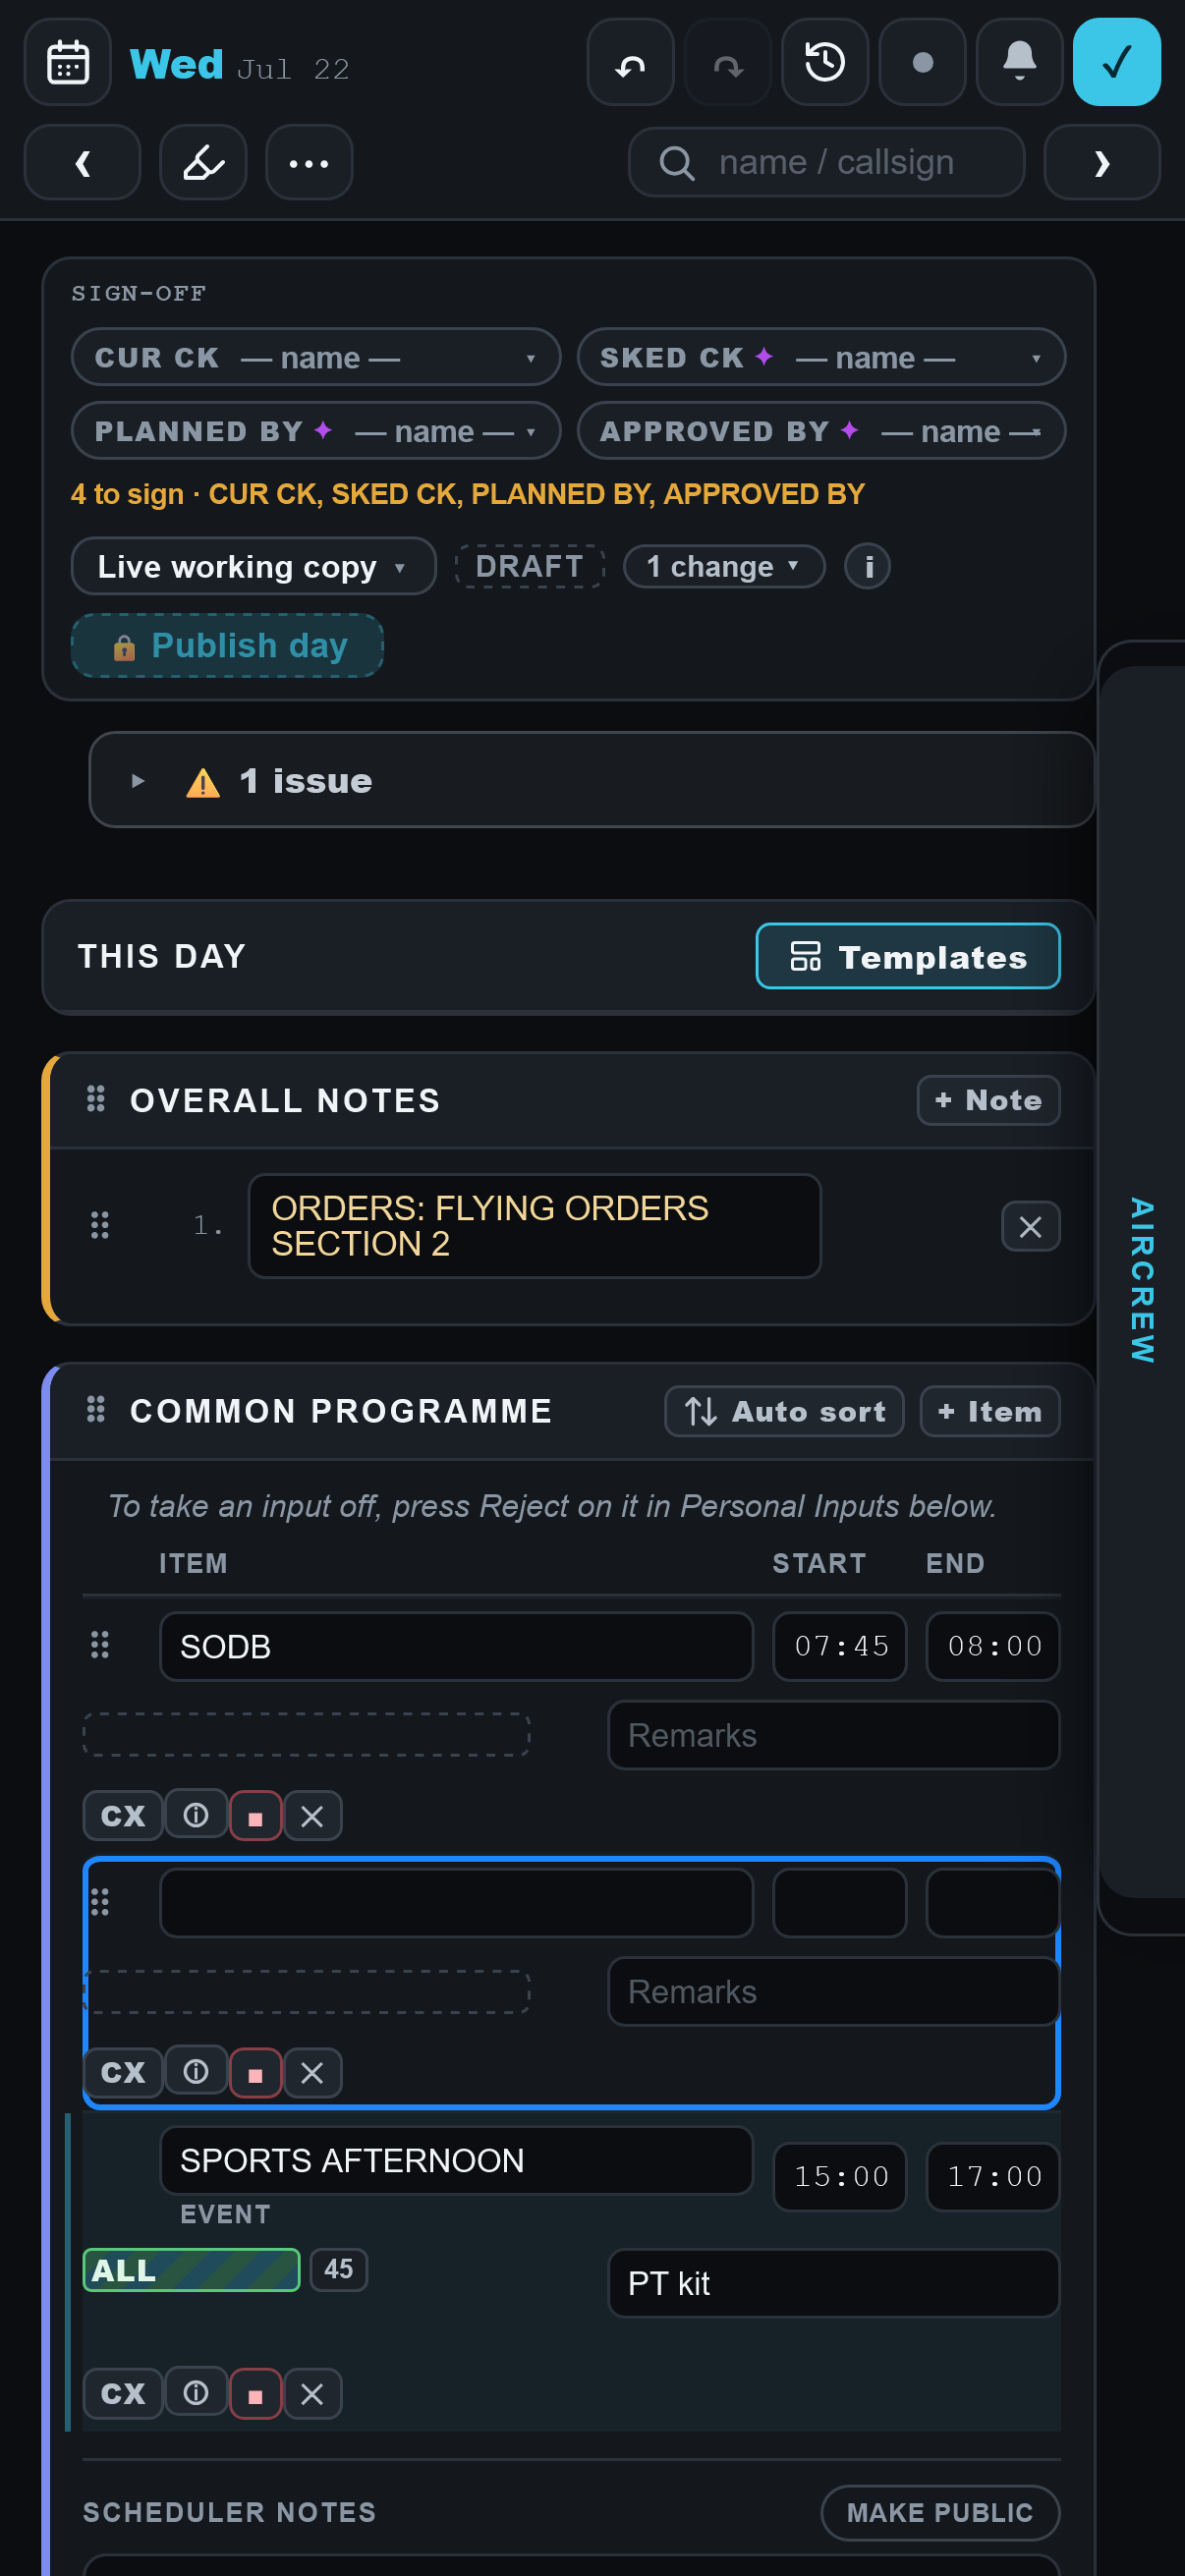 Wed Jul 22
name / callsign
SIGN-OFF
CUR CK — name —
SKED CK ✦ — name —
PLANNED BY ✦ — name —
APPROVED BY ✦ — name —
4 to sign · CUR CK, SKED CK, PLANNED BY, APPROVED BY
Live working copy
DRAFT
1 change
i
Publish day
1 issue
THIS DAY
Templates
OVERALL NOTES
+ Note
1.
ORDERS: FLYING ORDERS
SECTION 2
AIRCREW
COMMON PROGRAMME
Auto sort
+ Item
To take an input off, press Reject on it in Personal Inputs below.
ITEM START END
SODB 07:45 08:00
Remarks
CX
Remarks
CX
SPORTS AFTERNOON 15:00 17:00
EVENT
ALL 45
PT kit
CX
SCHEDULER NOTES
MAKE PUBLIC